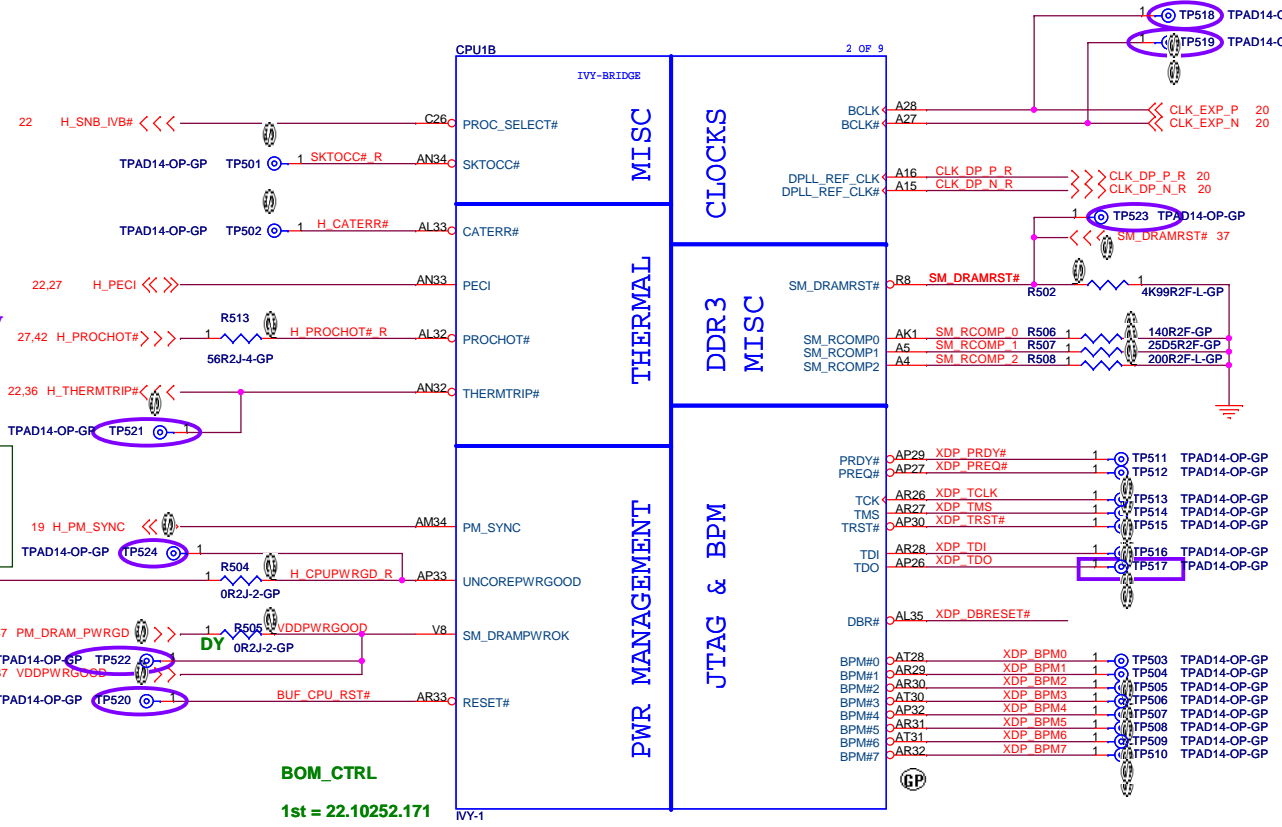 TP518 TPAD14-O
1
TP519 TPAD14-O
1
CPU1B 2 OF 9
IVY-BRIDGE
MISC
CLOCKS
22 H_SNB_IVB# C26 PROC_SELECT#
TPAD14-OP-GP TP501 1 SKTOCC#_R AN34 SKTOCC#
BCLK A28 CLK_EXP_P 20
BCLK# A27 CLK_EXP_N 20
DPLL_REF_CLK A16 CLK_DP_P_R CLK_DP_P_R 20
DPLL_REF_CLK# A15 CLK_DP_N_R CLK_DP_N_R 20
THERMAL
TPAD14-OP-GP TP502 1 H_CATERR# AL33 CATERR#
22,27 H_PECI AN33 PECI
R513
27,42 H_PROCHOT# 1 H_PROCHOT#_R AL32 PROCHOT#
56R2J-4-GP
22,36 H_THERMTRIP# AN32 THERMTRIP#
TPAD14-OP-GP TP521 1
DDR3
MISC
1 TP523 TPAD14-OP-GP
SM_DRAMRST# 37
SM_DRAMRST# R8 SM_DRAMRST# R502 1 4K99R2F-L-GP
SM_RCOMP0 AK1 SM_RCOMP_0 R506 1 140R2F-GP
SM_RCOMP1 A5 SM_RCOMP_1 R507 1 25D5R2F-GP
SM_RCOMP2 A4 SM_RCOMP_2 R508 1 200R2F-L-GP
PWR MANAGEMENT
19 H_PM_SYNC AM34 PM_SYNC
TPAD14-OP-GP TP524 1
R504
1 H_CPUPWRGD_R AP33 UNCOREPWRGOOD
0R2J-2-GP
7 PM_DRAM_PWRGD 1 R505 VDDPWRGOOD V8 SM_DRAMPWROK
DY 0R2J-2-GP
TPAD14-OP-GP TP522 1
7 VDDPWRGOOD
TPAD14-OP-GP TP520 1 BUF_CPU_RST# AR33 RESET#
JTAG & BPM
PRDY# AP29 XDP_PRDY# 1 TP511 TPAD14-OP-GP
PREQ# AP27 XDP_PREQ# 1 TP512 TPAD14-OP-GP
TCK AR26 XDP_TCLK 1 TP513 TPAD14-OP-GP
TMS AR27 XDP_TMS 1 TP514 TPAD14-OP-GP
TRST# AP30 XDP_TRST# 1 TP515 TPAD14-OP-GP
TDI AR28 XDP_TDI 1 TP516 TPAD14-OP-GP
TDO AP26 XDP_TDO 1 TP517 TPAD14-OP-GP
DBR# AL35 XDP_DBRESET#
BPM#0 AT28 XDP_BPM0 1 TP503 TPAD14-OP-GP
BPM#1 AR29 XDP_BPM1 1 TP504 TPAD14-OP-GP
BPM#2 AR30 XDP_BPM2 1 TP505 TPAD14-OP-GP
BPM#3 AT30 XDP_BPM3 1 TP506 TPAD14-OP-GP
BPM#4 AP32 XDP_BPM4 1 TP507 TPAD14-OP-GP
BPM#5 AR31 XDP_BPM5 1 TP508 TPAD14-OP-GP
BPM#6 AT31 XDP_BPM6 1 TP509 TPAD14-OP-GP
BPM#7 AR32 XDP_BPM7 1 TP510 TPAD14-OP-GP
GP
BOM_CTRL
1st = 22.10252.171
IVY-1